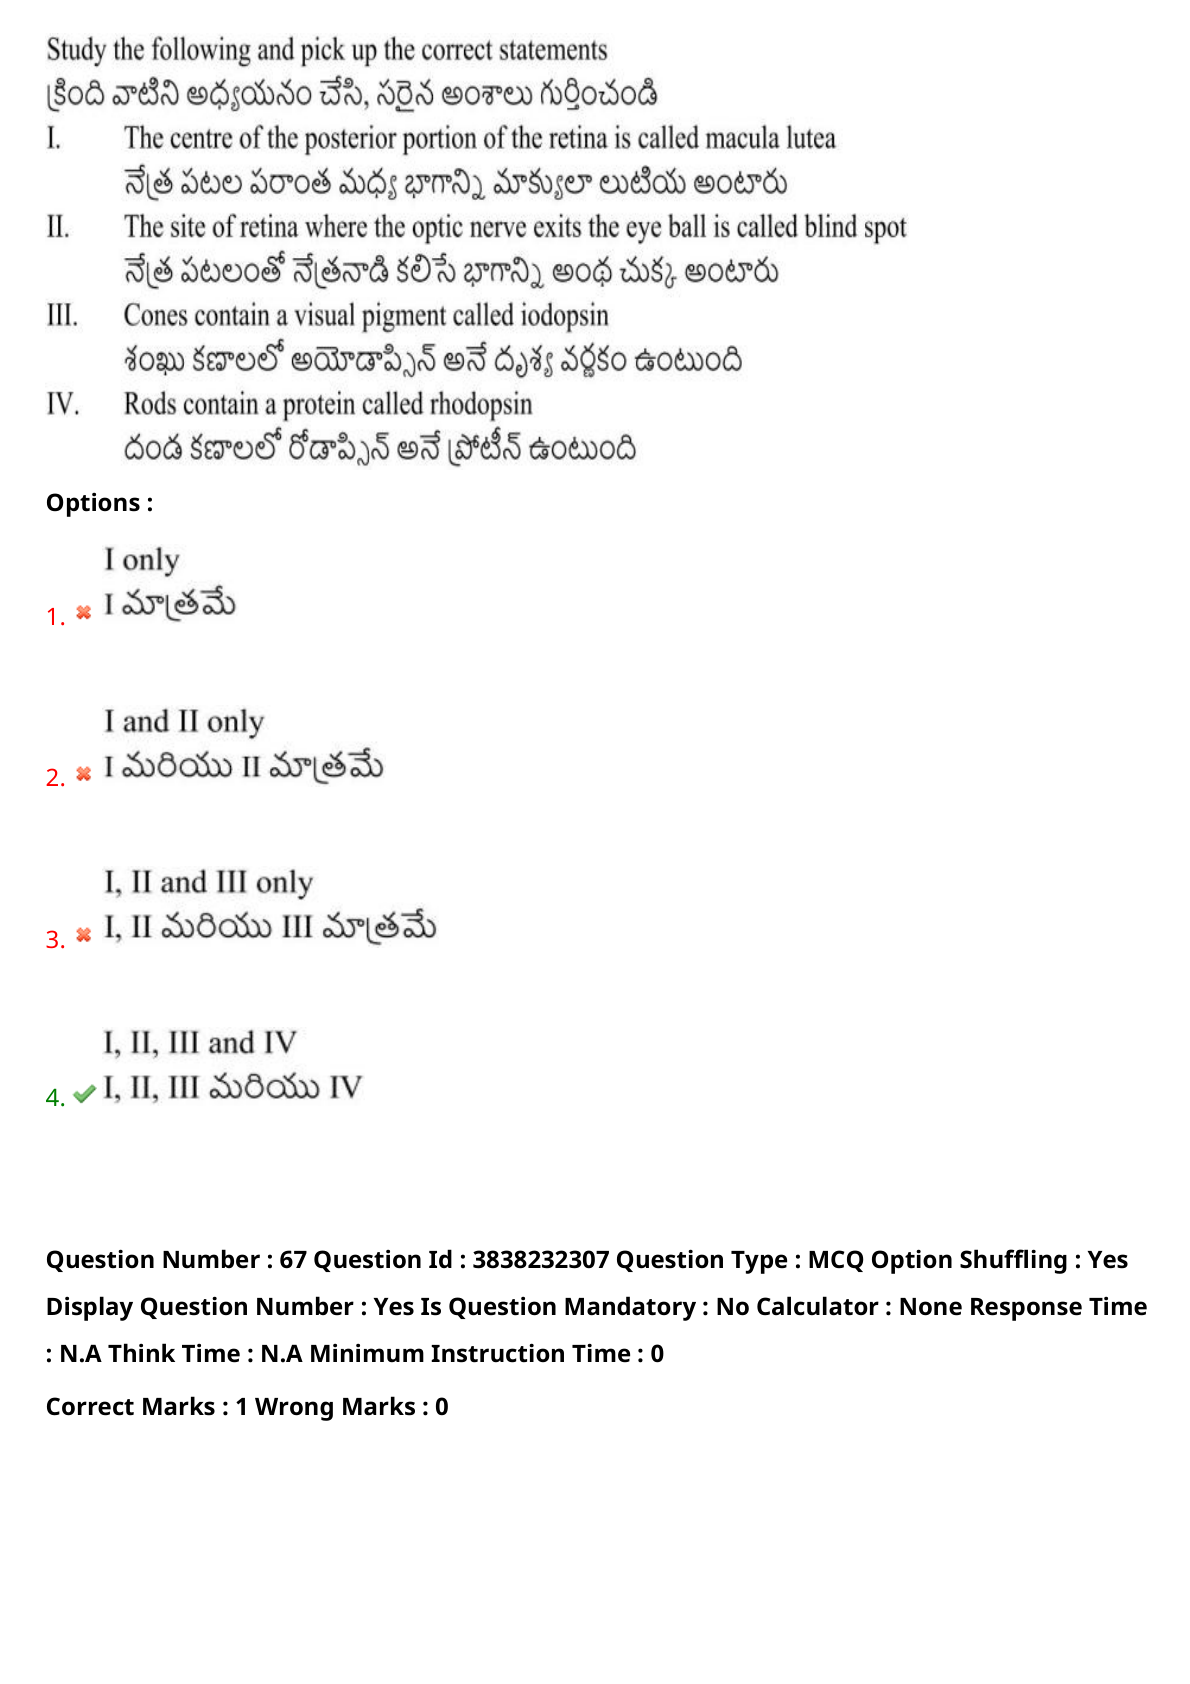 Study the following and pick up the correct statements
క్రింది వాటిని అధ్యయనం చేసి, సరైన అంశాలు గుర్తించండి
I. The centre of the posterior portion of the retina is called macula lutea
నేత్ర పటల పరాంత మధ్య భాగాన్ని మాక్యులా లుటియ అంటారు
II. The site of retina where the optic nerve exits the eye ball is called blind spot
నేత్ర పటలంతో నేత్రనాడి కలిసే భాగాన్ని అంథ చుక్క అంటారు
III. Cones contain a visual pigment called iodopsin
శంఖు కణాలలో అయోడాప్సిన్ అనే దృశ్య వర్ణకం ఉంటుంది
IV. Rods contain a protein called rhodopsin
దండ కణాలలో రోడాప్సిన్ అనే ప్రోటీన్ ఉంటుంది
Options :
I only
1. I మాత్రమే
I and II only
2. I మరియు II మాత్రమే
I, II and III only
3. I, II మరియు III మాత్రమే
I, II, III and IV
4. I, II, III మరియు IV
Question Number : 67 Question Id : 3838232307 Question Type : MCQ Option Shuffling : Yes
Display Question Number : Yes Is Question Mandatory : No Calculator : None Response Time
: N.A Think Time : N.A Minimum Instruction Time : 0
Correct Marks : 1 Wrong Marks : 0